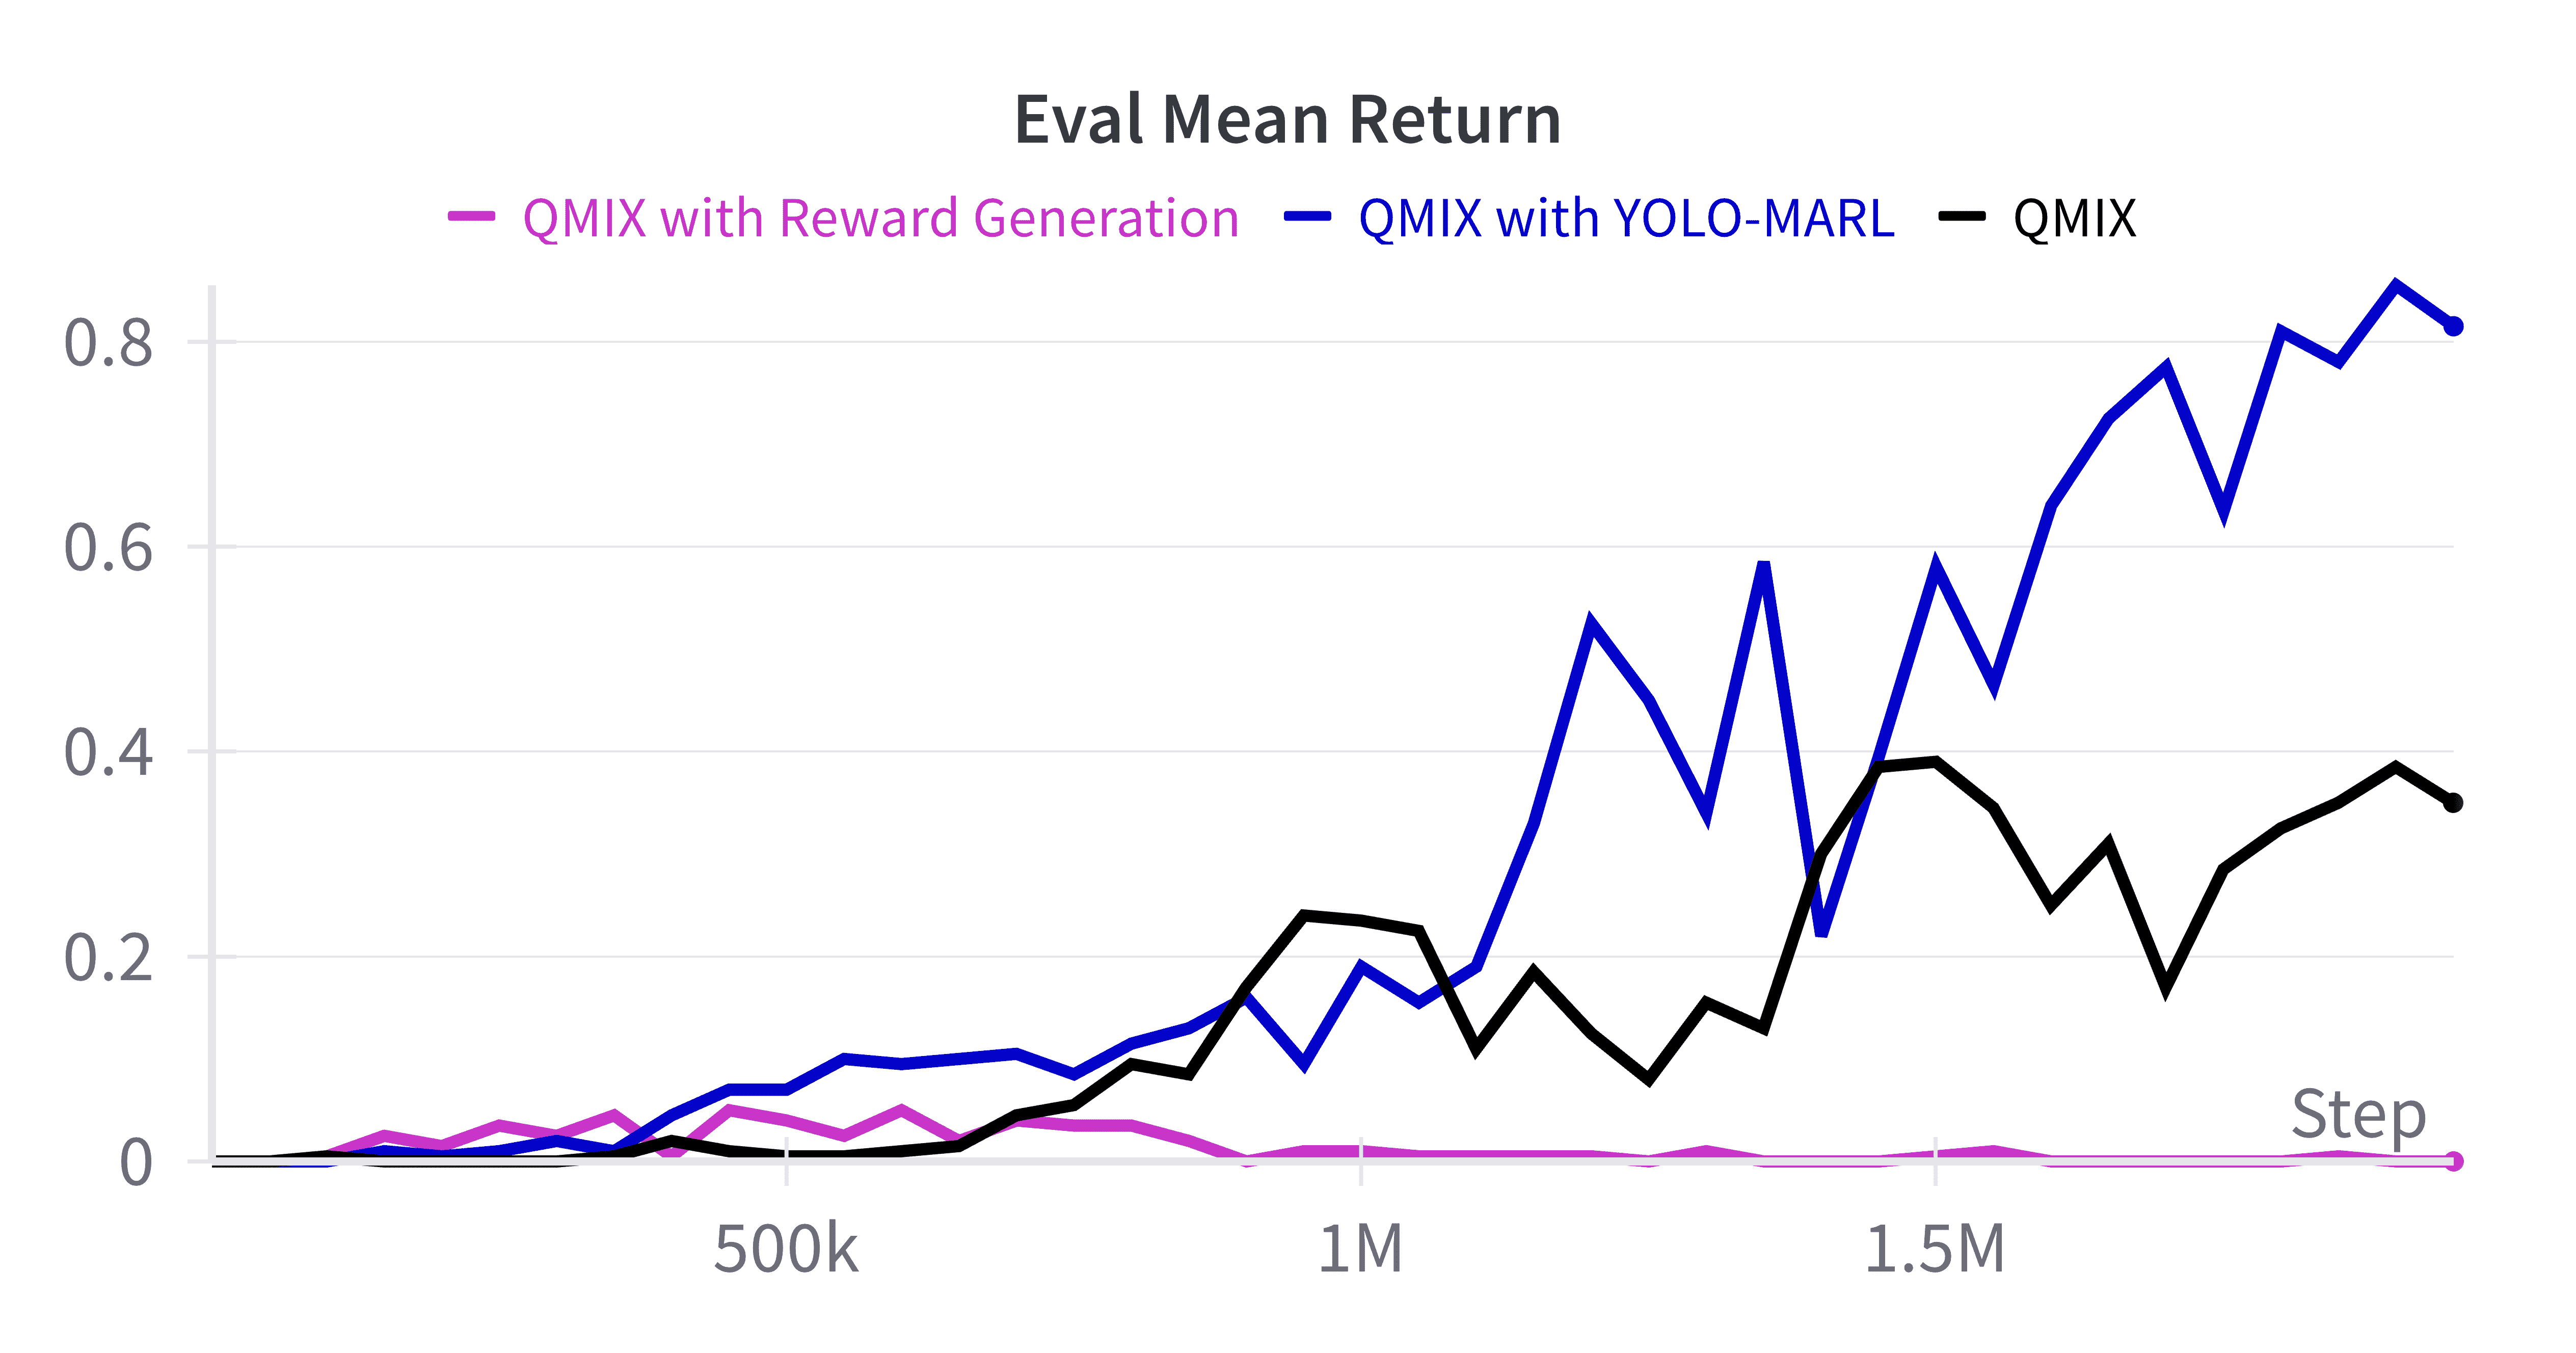 Eval Mean Return
QMIX with Reward Generation QMIX with YOLO-MARL QMIX
0.8
0.6
0.4
0.2
0
Step
500k 1M 1.5M